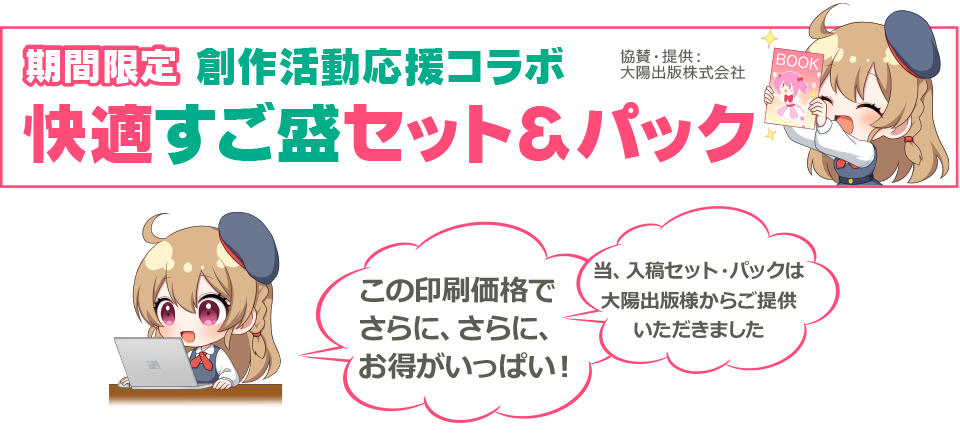 期間限定 創作活動応援コラボ
協賛・提供：
大陽出版株式会社
快適すご盛セット＆パック
BOOK
この印刷価格で
さらに、さらに、
お得がいっぱい！
当、入稿セット・パックは
大陽出版様からご提供
いただきました